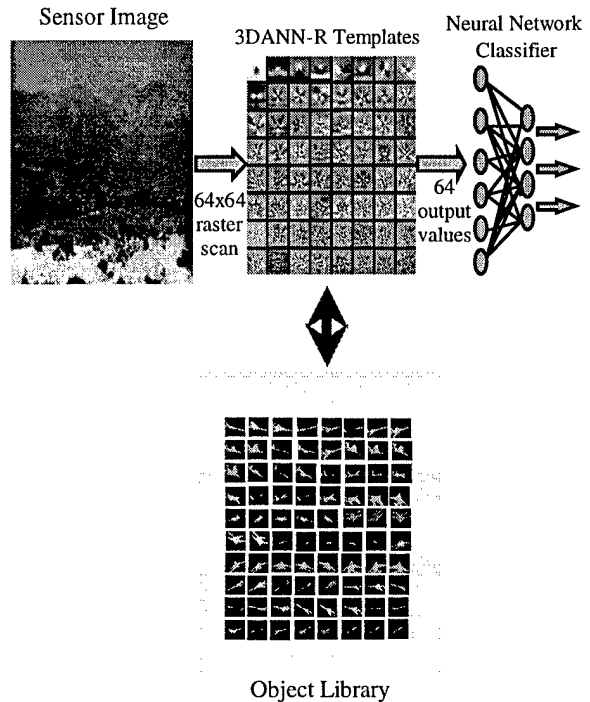 Sensor Image
3DANN-R Templates
Neural Network
Classifier
64x64
raster
scan
64
output
values
Object Library